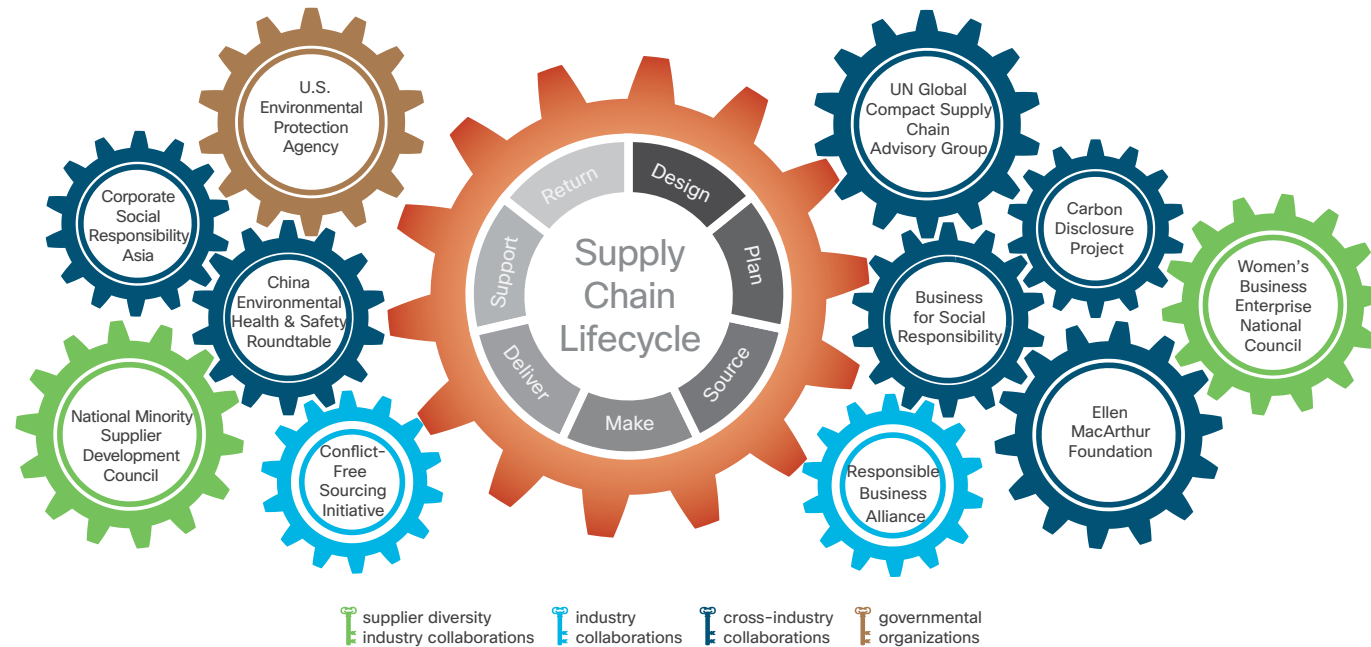 U.S.
Environmental
Protection
Agency
Corporate
Social
Responsibility
Asia
China
Environmental
Health & Safety
Roundtable
National Minority
Supplier
Development
Council
Conflict-
Free
Sourcing
Initiative
Supply
Chain
Lifecycle
Design
Plan
Source
Make
Deliver
Support
Return
UN Global
Compact Supply
Chain
Advisory Group
Carbon
Disclosure
Project
Women's
Business
Enterprise
National
Council
Business
for Social
Responsibility
Ellen
MacArthur
Foundation
Responsible
Business
Alliance
supplier diversity
industry collaborations
industry
collaborations
cross-industry
collaborations
governmental
organizations